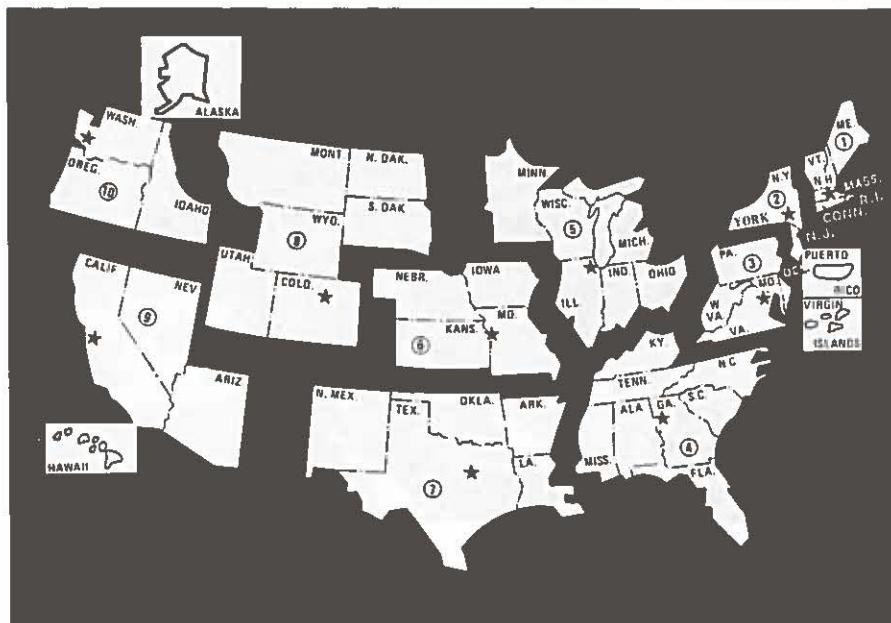 ALASKA
WASH.
OREG.
10
IDAHO
MONT.
N. DAK.
S. DAK
WYO.
8
UTAH
COLO.
CALIF
NEV
9
ARIZ
HAWAII
MINN
WISC.
5
MICH.
ILL.
IND.
OHIO
NEBR.
IOWA
KANS.
MO.
6
N. MEX.
TEX.
OKLA.
ARK.
LA.
7
KY.
TENN.
N.C
S.C.
MISS.
ALA
GA.
4
FLA.
ME.
1
VT.
N H
MASS.
R.I.
CONN.
N.J.
N.Y
2
YORK
PA.
3
MD.
W
VA.
VA.
PUERTO
CO
VIRGIN
ISLANDS